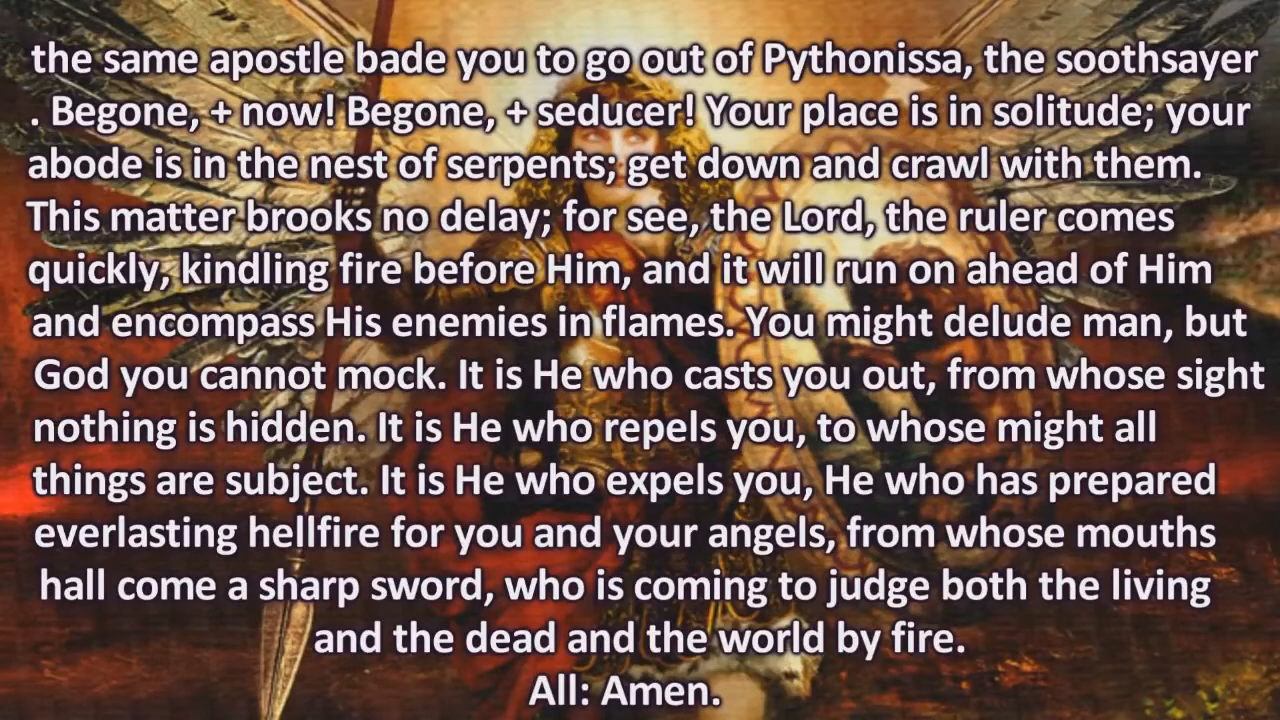 the same apostle bade you to go out of Pythonissa, the soothsayer
. Begone, + now! Begone, + seducer! Your place is in solitude; your
abode is in the nest of serpents; get down and crawl with them.
This matter brooks no delay; for see, the Lord, the ruler comes
quickly, kindling fire before Him, and it will run on ahead of Him
and encompass His enemies in flames. You might delude man, but
God you cannot mock. It is He who casts you out, from whose sight
nothing is hidden. It is He who repels you, to whose might all
things are subject. It is He who expels you, He who has prepared
everlasting hellfire for you and your angels, from whose mouths
hall come a sharp sword, who is coming to judge both the living
and the dead and the world by fire.
All: Amen.